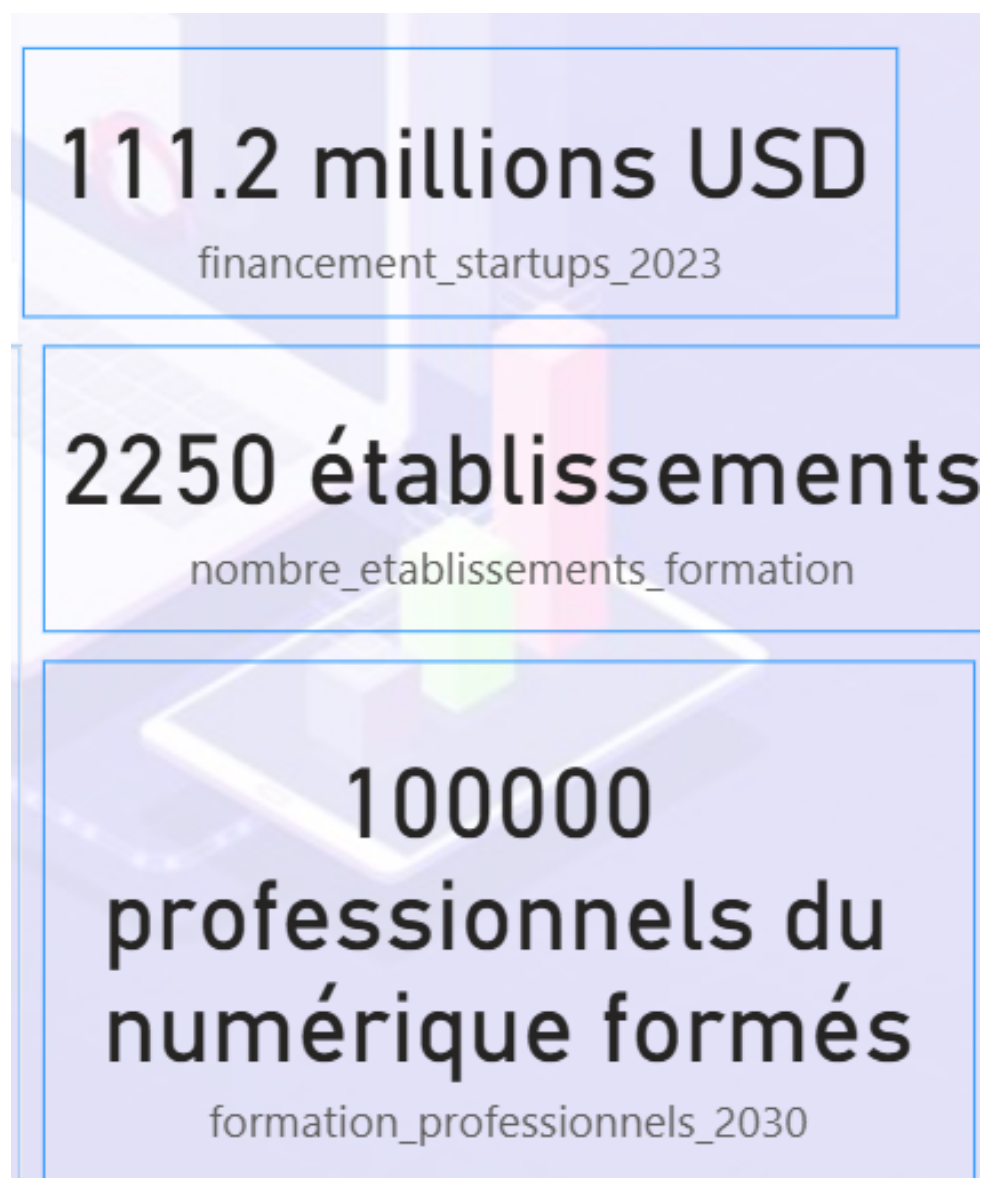 111.2 millions USD
financement_startups_2023
2250 établissements
nombre_etablissements_formation
100000
professionnels du
numérique formés
formation_professionnels_2030